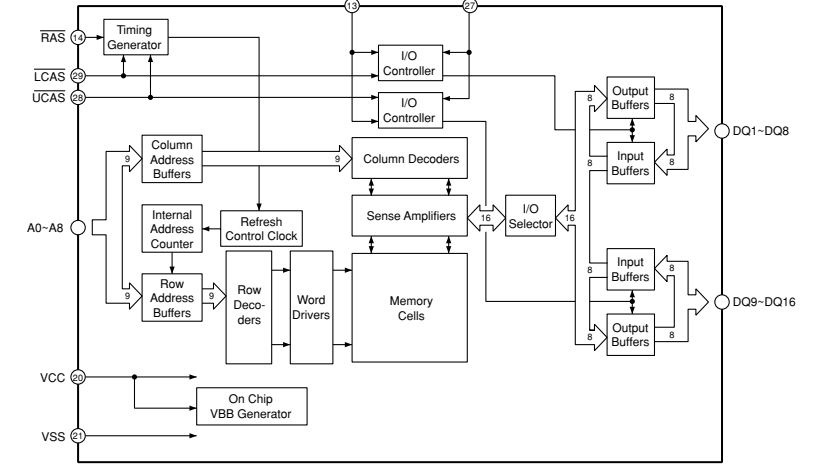 13
27
RAS
14
Timing
Generator
LCAS
29
UCAS
28
I/O
Controller
I/O
Controller
8
Output
Buffers
8
DQ1~DQ8
Input
Buffers
8
8
9
Column
Address
Buffers
9
Column Decoders
A0~A8
Internal
Address
Counter
Refresh
Control Clock
Sense Amplifiers
16
I/O
Selector
16
9
Row
Address
Buffers
9
Row
Deco-
ders
Word
Drivers
Memory
Cells
8
Input
Buffers
8
DQ9~DQ16
8
Output
Buffers
8
VCC
20
On Chip
VBB Generator
VSS
21